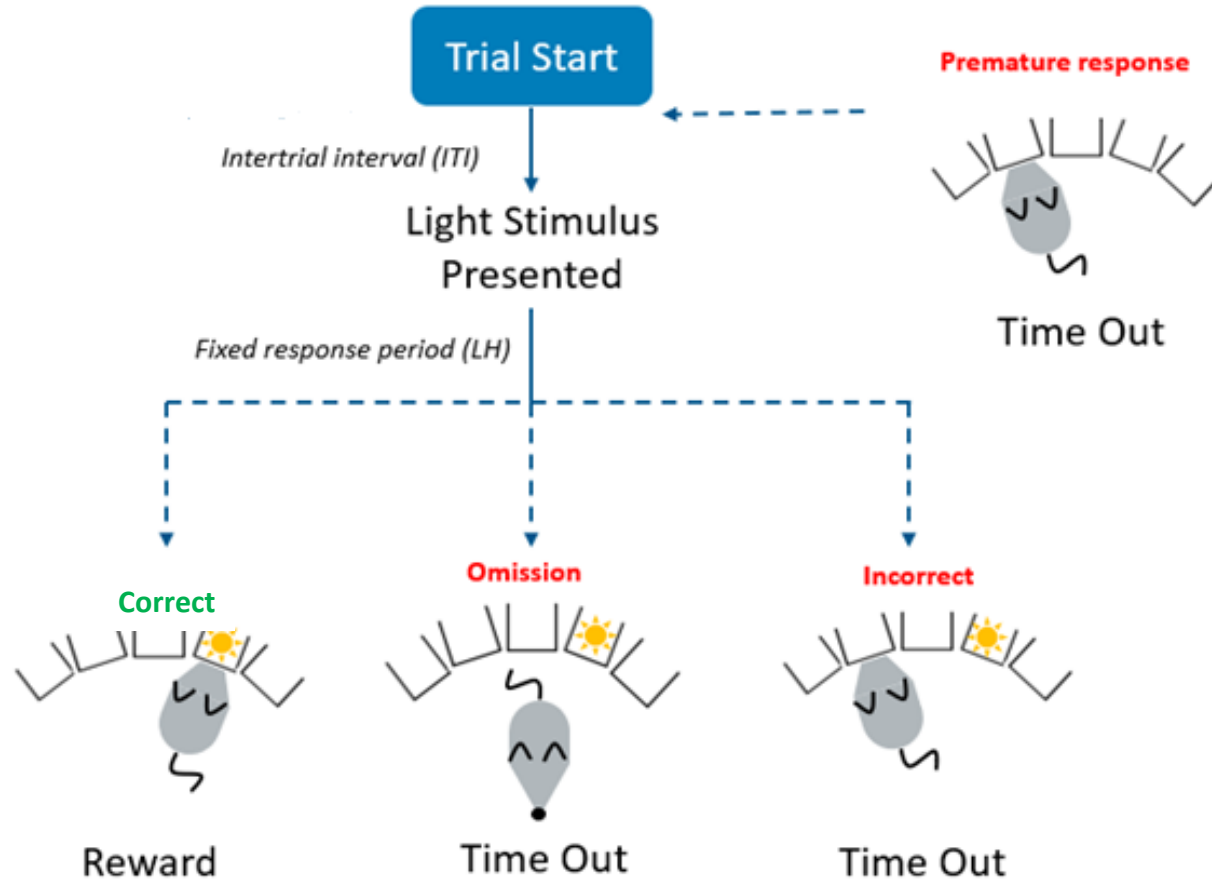 Trial Start
Premature response
Intertrial interval (ITI)
Light Stimulus
Presented
Time Out
Fixed response period (LH)
Correct
Omission
Incorrect
Reward
Time Out
Time Out